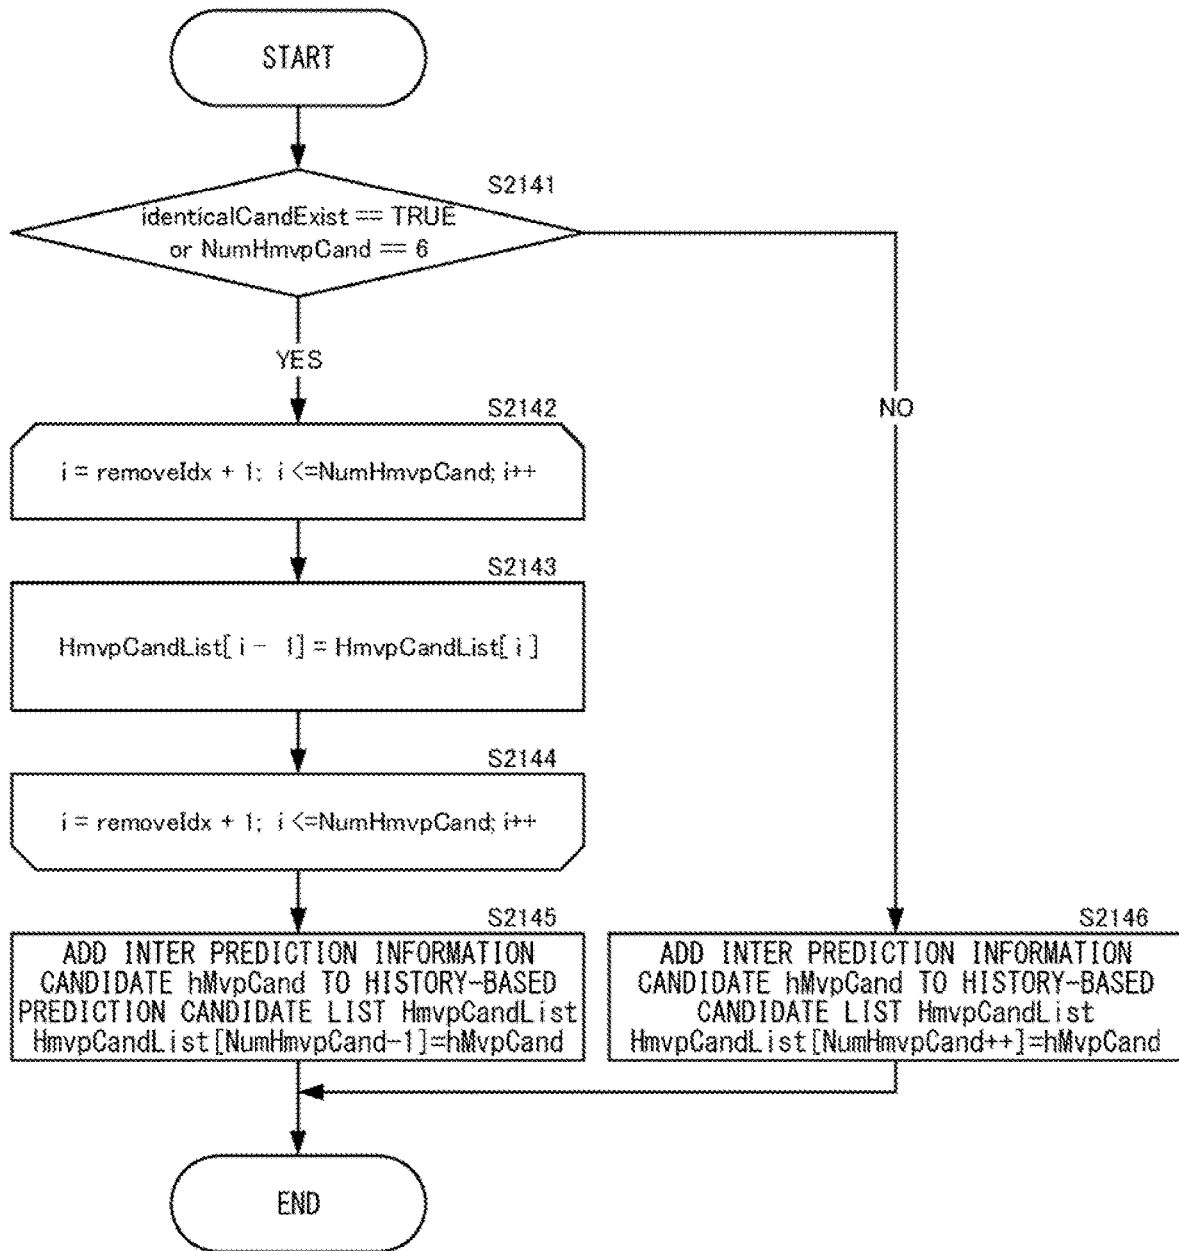 START
S2141
identicalCandExist == TRUE
or NumHmvpCand == 6
YES
NO
S2142
i = removeIdx + 1; i <=NumHmvpCand; i++
S2143
HmvpCandList[ i - 1] = HmvpCandList[ i ]
S2144
i = removeIdx + 1; i <=NumHmvpCand; i++
S2145
ADD INTER PREDICTION INFORMATION
CANDIDATE hMvpCand TO HISTORY-BASED
PREDICTION CANDIDATE LIST HmvpCandList
HmvpCandList[NumHmvpCand-1]=hMvpCand
S2146
ADD INTER PREDICTION INFORMATION
CANDIDATE hMvpCand TO HISTORY-BASED
CANDIDATE LIST HmvpCandList
HmvpCandList[NumHmvpCand++]=hMvpCand
END